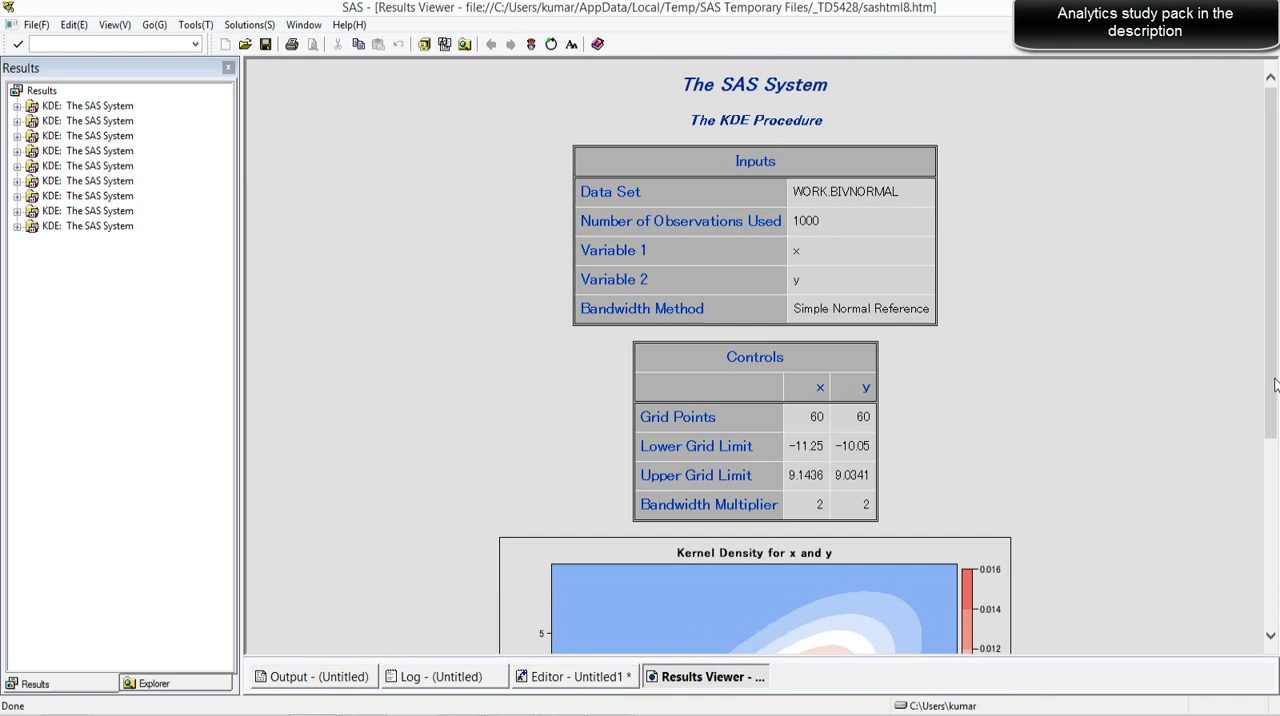 SAS - [Results Viewer - file://C:/Users/kumar/AppData/Local/Temp/SAS Temporary Files/_TD5428/sashtml8.htm]
Analytics study pack in the
description
File(F) Edit(E) View(V) Go(G) Tools(T) Solutions(S) Window Help(H)
Results x
Results
KDE: The SAS System
KDE: The SAS System
KDE: The SAS System
KDE: The SAS System
KDE: The SAS System
KDE: The SAS System
KDE: The SAS System
KDE: The SAS System
KDE: The SAS System
The SAS System
The KDE Procedure
Inputs
Data Set WORK.BIVNORMAL
Number of Observations Used 1000
Variable 1 x
Variable 2 y
Bandwidth Method Simple Normal Reference
Controls
x y
Grid Points 60 60
Lower Grid Limit -11.25 -10.05
Upper Grid Limit 9.1436 9.0341
Bandwidth Multiplier 2 2
Kernel Density for x and y
0.016
0.014
5
0.012
Results Explorer
Output - (Untitled) Log - (Untitled) Editor - Untitled1 * Results Viewer - ...
Done C:\Users\kumar